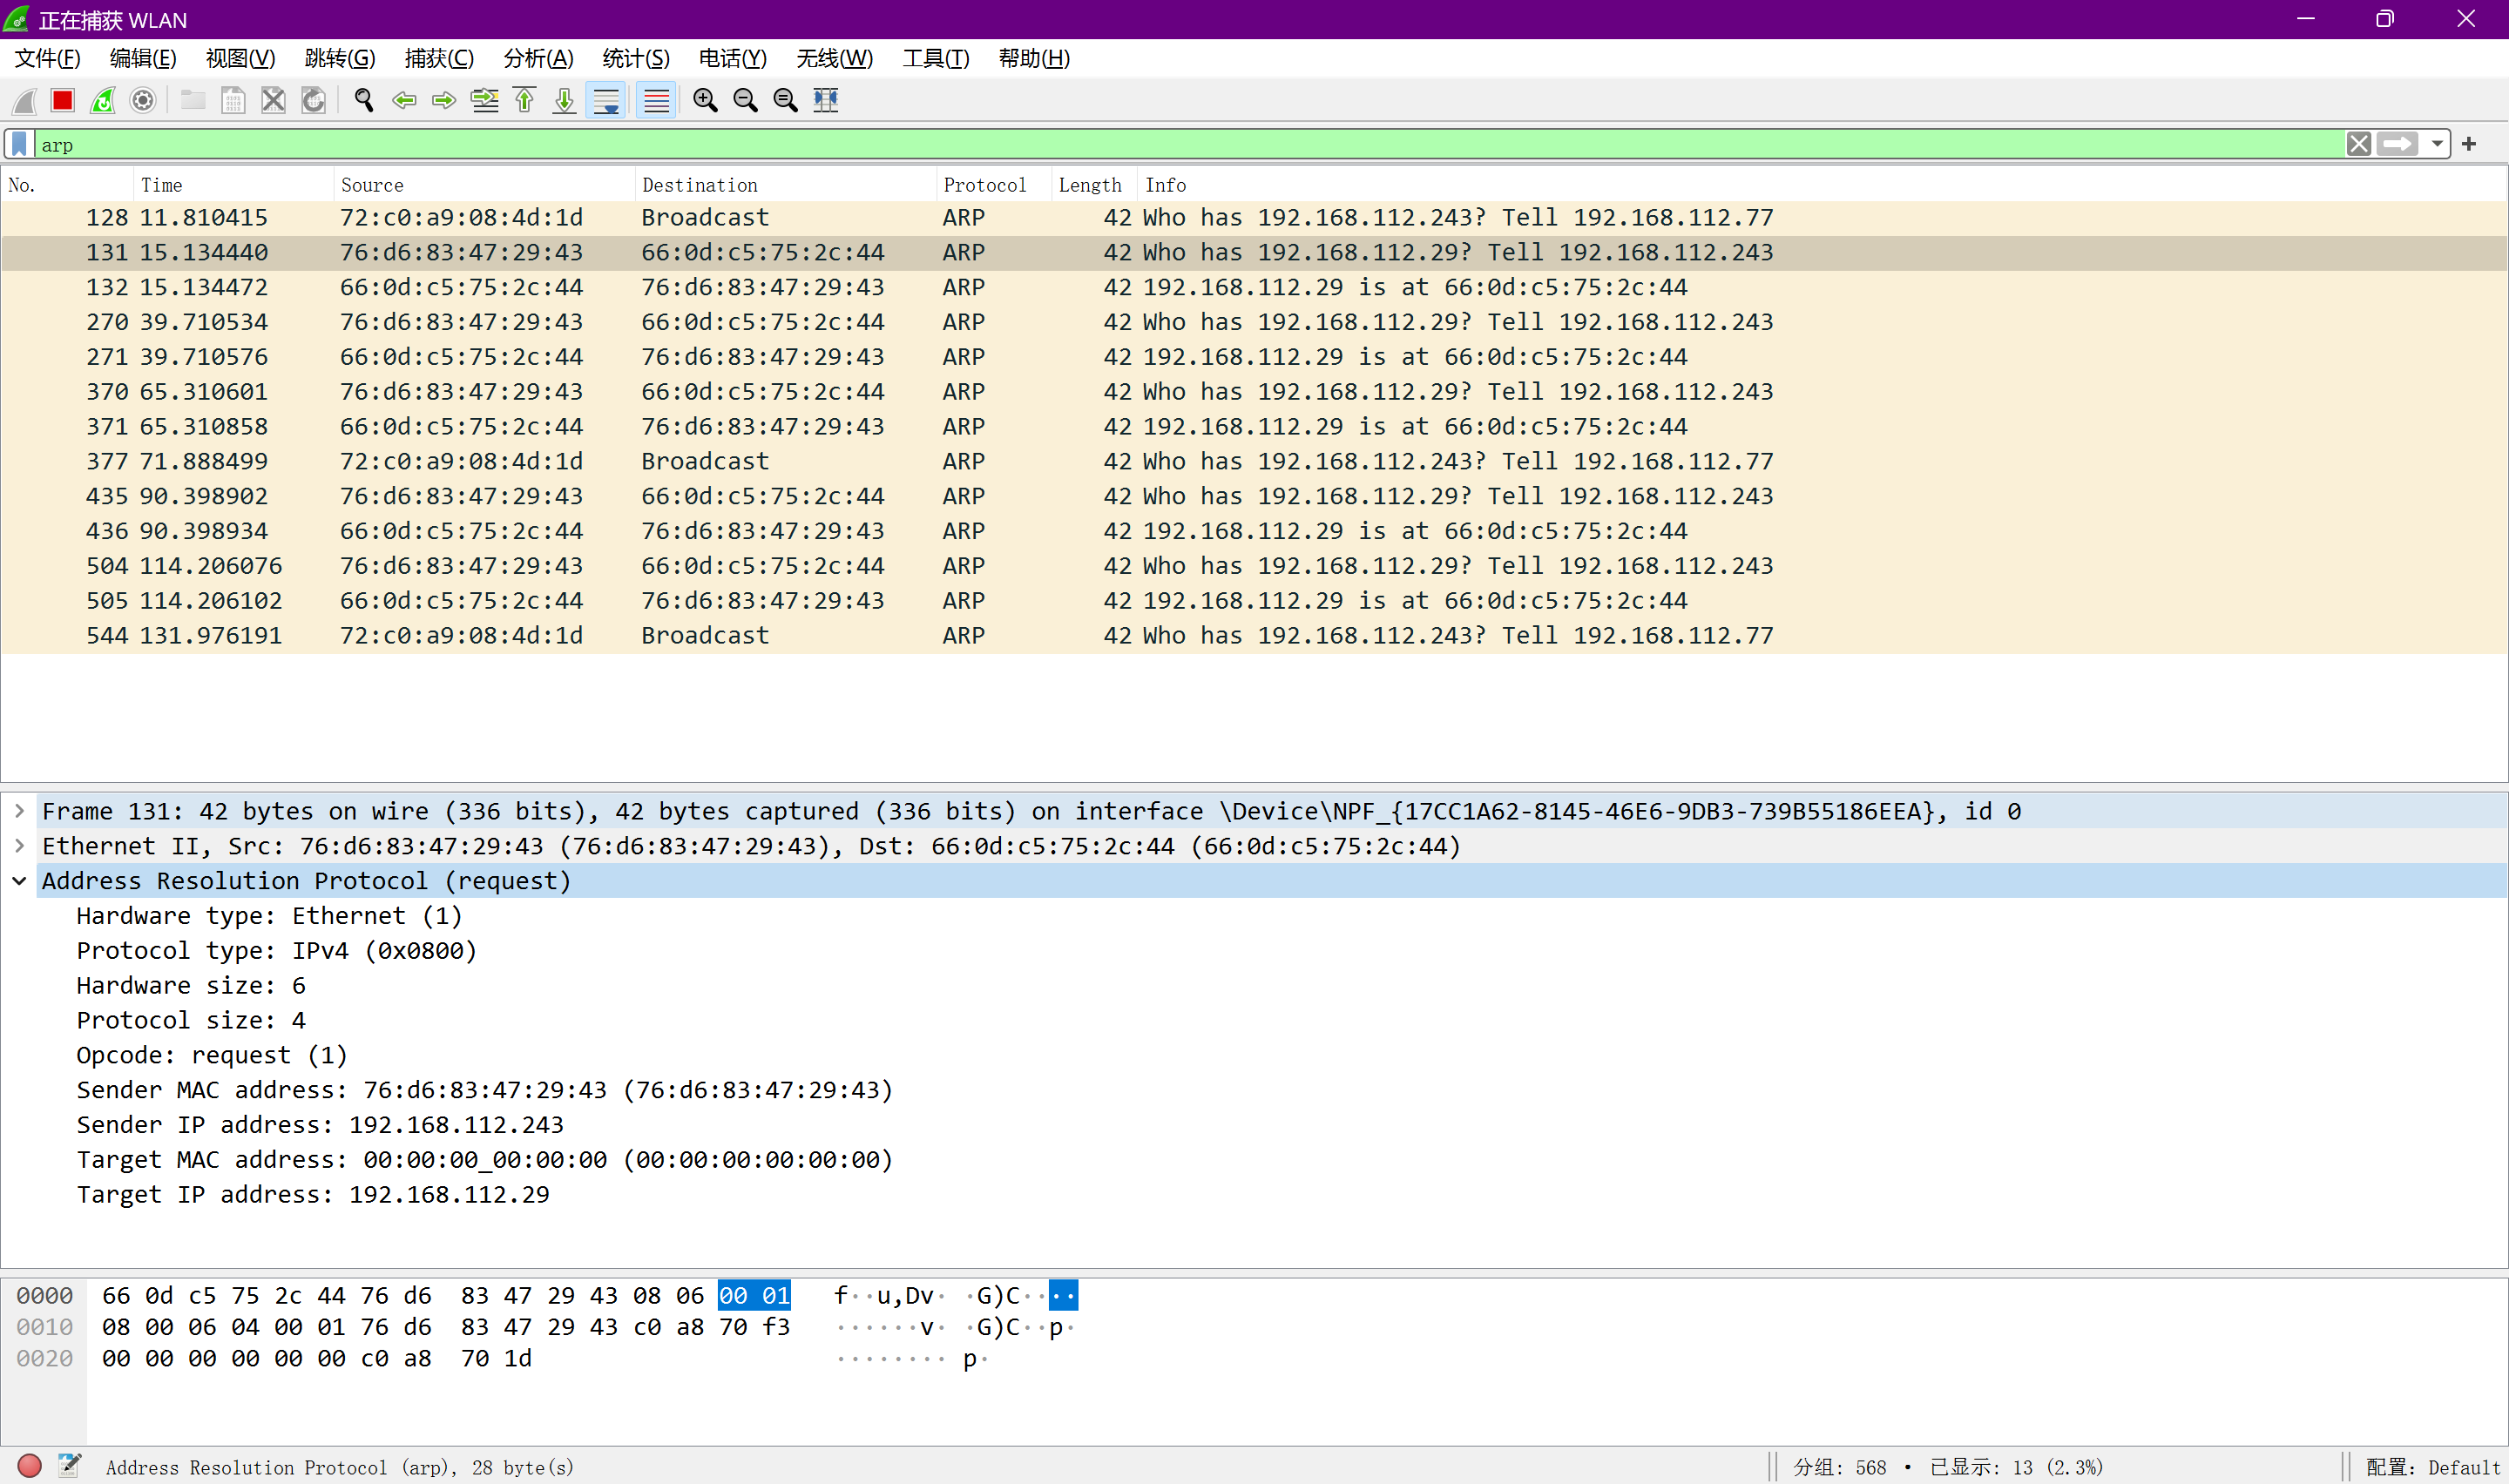 正在捕获 WLAN
文件(F) 编辑(E) 视图(V) 跳转(G) 捕获(C) 分析(A) 统计(S) 电话(Y) 无线(W) 工具(T) 帮助(H)
arp
No. Time Source Destination Protocol Length Info
128 11.810415 72:c0:a9:08:4d:1d Broadcast ARP 42 Who has 192.168.112.243? Tell 192.168.112.77
131 15.134440 76:d6:83:47:29:43 66:0d:c5:75:2c:44 ARP 42 Who has 192.168.112.29? Tell 192.168.112.243
132 15.134472 66:0d:c5:75:2c:44 76:d6:83:47:29:43 ARP 42 192.168.112.29 is at 66:0d:c5:75:2c:44
270 39.710534 76:d6:83:47:29:43 66:0d:c5:75:2c:44 ARP 42 Who has 192.168.112.29? Tell 192.168.112.243
271 39.710576 66:0d:c5:75:2c:44 76:d6:83:47:29:43 ARP 42 192.168.112.29 is at 66:0d:c5:75:2c:44
370 65.310601 76:d6:83:47:29:43 66:0d:c5:75:2c:44 ARP 42 Who has 192.168.112.29? Tell 192.168.112.243
371 65.310858 66:0d:c5:75:2c:44 76:d6:83:47:29:43 ARP 42 192.168.112.29 is at 66:0d:c5:75:2c:44
377 71.888499 72:c0:a9:08:4d:1d Broadcast ARP 42 Who has 192.168.112.243? Tell 192.168.112.77
435 90.398902 76:d6:83:47:29:43 66:0d:c5:75:2c:44 ARP 42 Who has 192.168.112.29? Tell 192.168.112.243
436 90.398934 66:0d:c5:75:2c:44 76:d6:83:47:29:43 ARP 42 192.168.112.29 is at 66:0d:c5:75:2c:44
504 114.206076 76:d6:83:47:29:43 66:0d:c5:75:2c:44 ARP 42 Who has 192.168.112.29? Tell 192.168.112.243
505 114.206102 66:0d:c5:75:2c:44 76:d6:83:47:29:43 ARP 42 192.168.112.29 is at 66:0d:c5:75:2c:44
544 131.976191 72:c0:a9:08:4d:1d Broadcast ARP 42 Who has 192.168.112.243? Tell 192.168.112.77
Frame 131: 42 bytes on wire (336 bits), 42 bytes captured (336 bits) on interface \Device\NPF_{17CC1A62-8145-46E6-9DB3-739B55186EEA}, id 0
Ethernet II, Src: 76:d6:83:47:29:43 (76:d6:83:47:29:43), Dst: 66:0d:c5:75:2c:44 (66:0d:c5:75:2c:44)
Address Resolution Protocol (request)
Hardware type: Ethernet (1)
Protocol type: IPv4 (0x0800)
Hardware size: 6
Protocol size: 4
Opcode: request (1)
Sender MAC address: 76:d6:83:47:29:43 (76:d6:83:47:29:43)
Sender IP address: 192.168.112.243
Target MAC address: 00:00:00_00:00:00 (00:00:00:00:00:00)
Target IP address: 192.168.112.29
0000 66 0d c5 75 2c 44 76 d6 83 47 29 43 08 06 00 01 f··u,Dv· ·G)C····
0010 08 00 06 04 00 01 76 d6 83 47 29 43 c0 a8 70 f3 ······v· ·G)C··p·
0020 00 00 00 00 00 00 c0 a8 70 1d ········ p·
Address Resolution Protocol (arp), 28 byte(s) 分组: 568 · 已显示: 13 (2.3%) 配置: Default